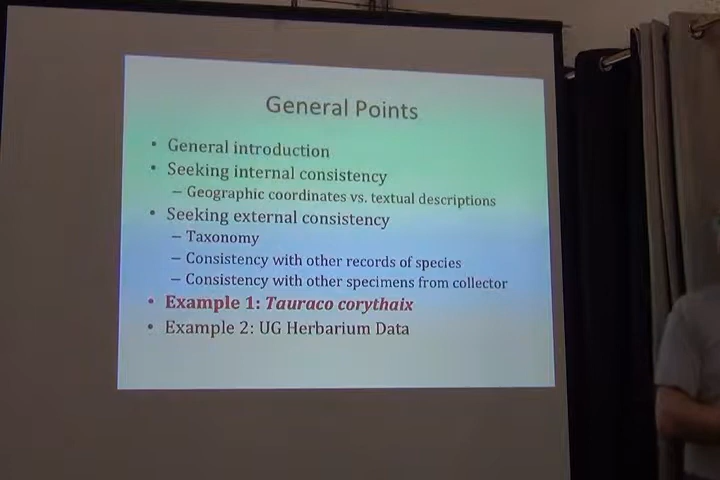 General Points
• General introduction
• Seeking internal consistency
– Geographic coordinates vs. textual descriptions
• Seeking external consistency
– Taxonomy
– Consistency with other records of species
– Consistency with other specimens from collector
• Example 1: Tauraco corythaix
• Example 2: UG Herbarium Data